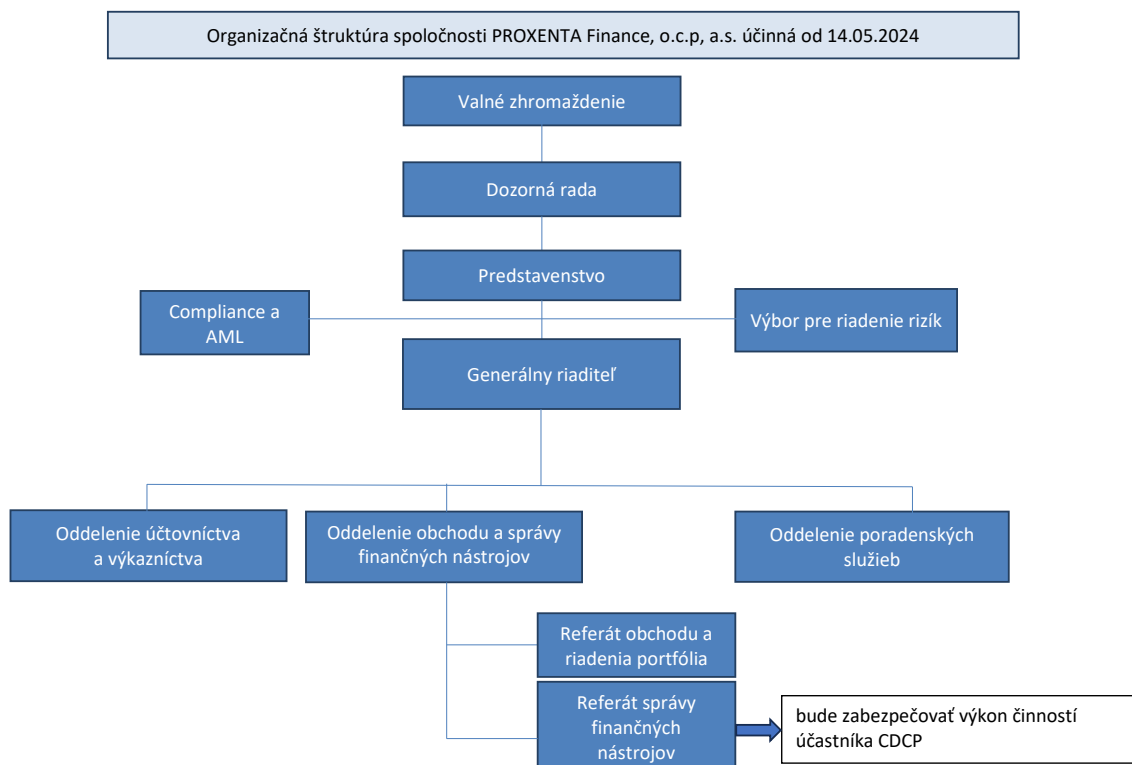 Organizačná štruktúra spoločnosti PROXENTA Finance, o.c.p, a.s. účinná od 14.05.2024
Valné zhromaždenie
Dozorná rada
Predstavenstvo
Compliance a
AML
Výbor pre riadenie rizík
Generálny riaditeľ
Oddelenie účtovníctva
a výkazníctva
Oddelenie obchodu a správy
finančných nástrojov
Oddelenie poradenských
služieb
Referát obchodu a
riadenia portfólia
Referát správy
finančných
nástrojov
bude zabezpečovať výkon činností
účastníka CDCP